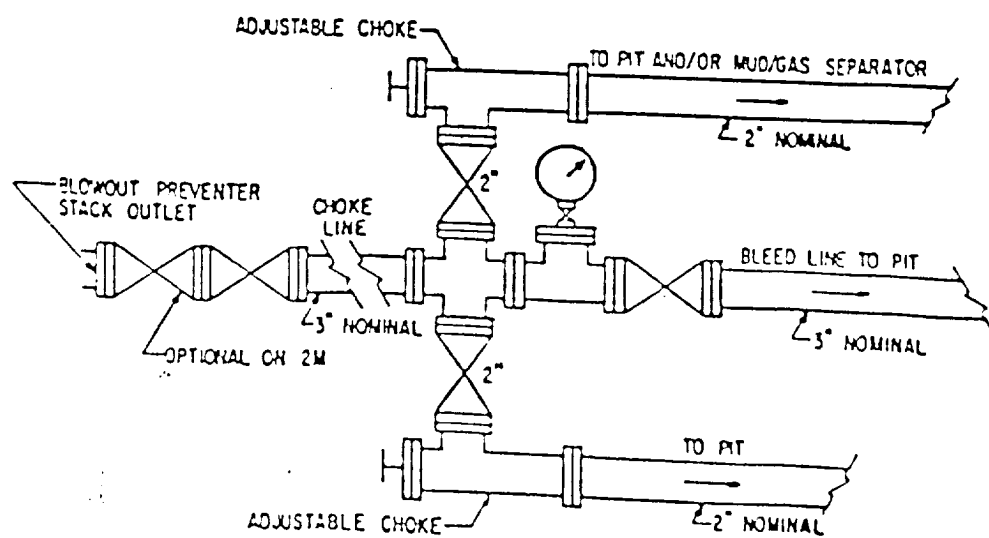 ADJUSTABLE CHOKE
TO PIT AND/OR MUD/GAS SEPARATOR
2" NOMINAL
2"
BLOWOUT PREVENTER
STACK OUTLET
CHOKE
LINE
BLEED LINE TO PIT
3" NOMINAL
3" NOMINAL
OPTIONAL ON 2M
2"
TO PIT
ADJUSTABLE CHOKE
2" NOMINAL